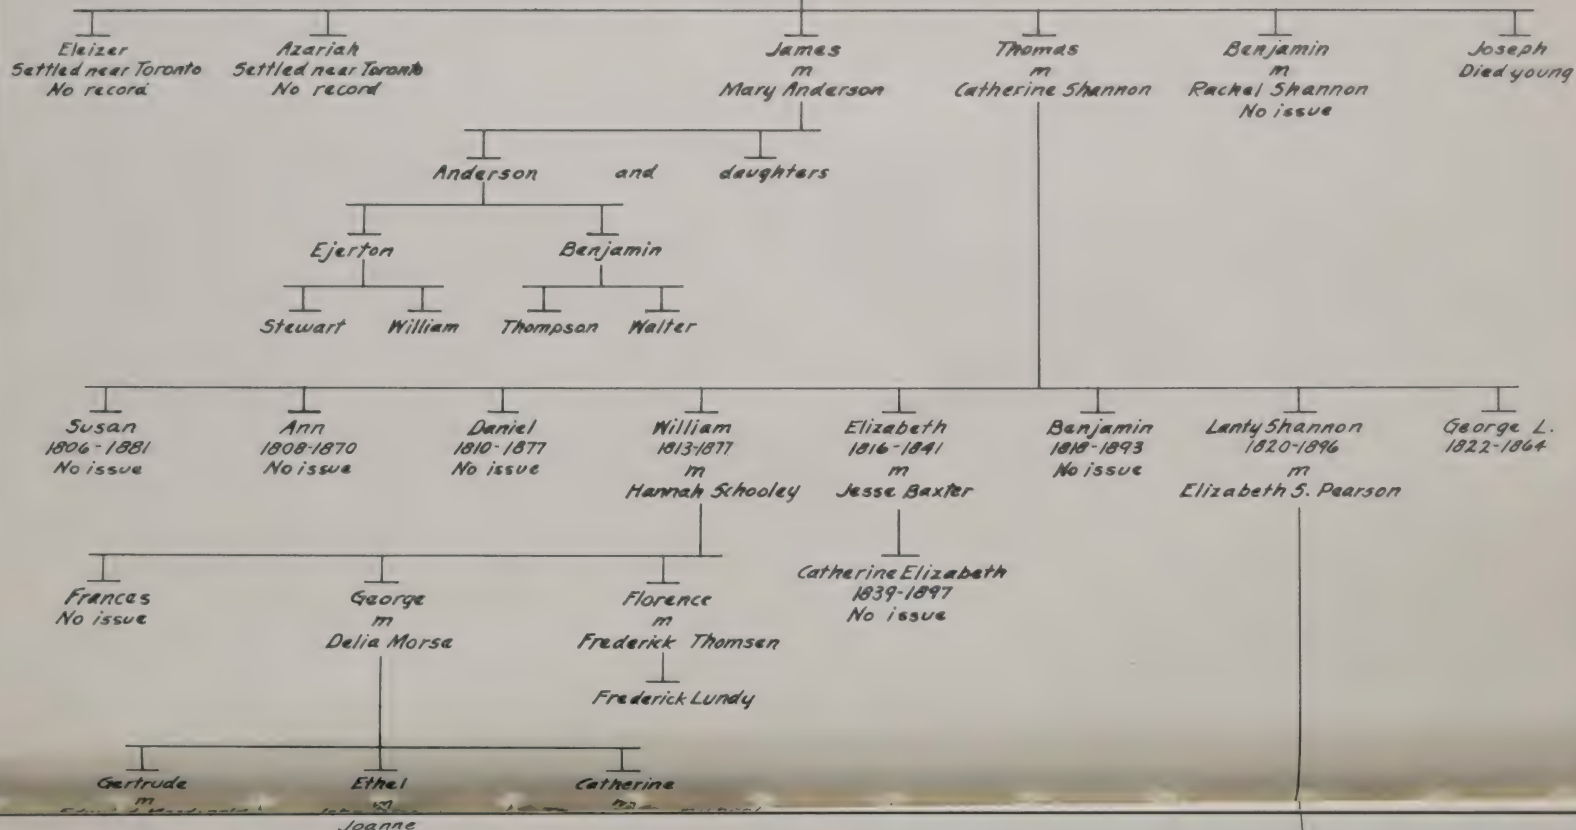 Eleizer
Settled near Toronto
No record
Azariah
Settled near Toronto
No record
James
m
Mary Anderson
Thomas
m
Catherine Shannon
Benjamin
m
Rachel Shannon
No issue
Joseph
Died young
Anderson and daughters
Ejerton
Benjamin
Stewart
William
Thompson
Walter
Susan
1806-1881
No issue
Ann
1808-1870
No issue
Daniel
1810-1877
No issue
William
1813-1877
m
Hannah Schooley
Elizabeth
1816-1841
m
Jesse Baxter
Benjamin
1818-1893
No issue
Lanty Shannon
1820-1896
m
Elizabeth S. Pearson
George L.
1822-1864
Frances
No issue
George
m
Delia Morse
Florence
m
Frederick Thomsen
Catherine Elizabeth
1839-1897
No issue
Frederick Lundy
Gertrude
m
Ethel
m
Catherine
m
Joanne